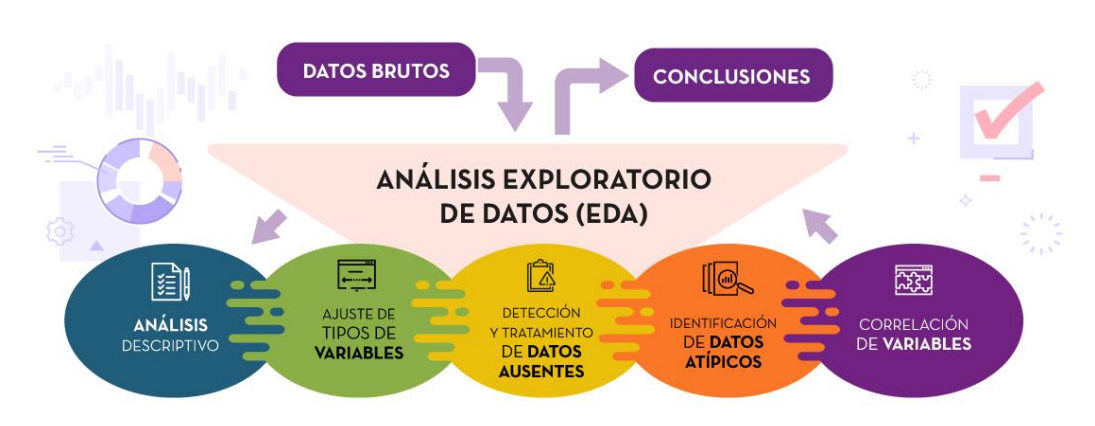 DATOS BRUTOS
CONCLUSIONES
ANÁLISIS EXPLORATORIO
DE DATOS (EDA)
ANÁLISIS
DESCRIPTIVO
AJUSTE DE
TIPOS DE
VARIABLES
DETECCIÓN
Y TRATAMIENTO
DE DATOS
AUSENTES
IDENTIFICACIÓN
DE DATOS
ATÍPICOS
CORRELACIÓN
DE VARIABLES